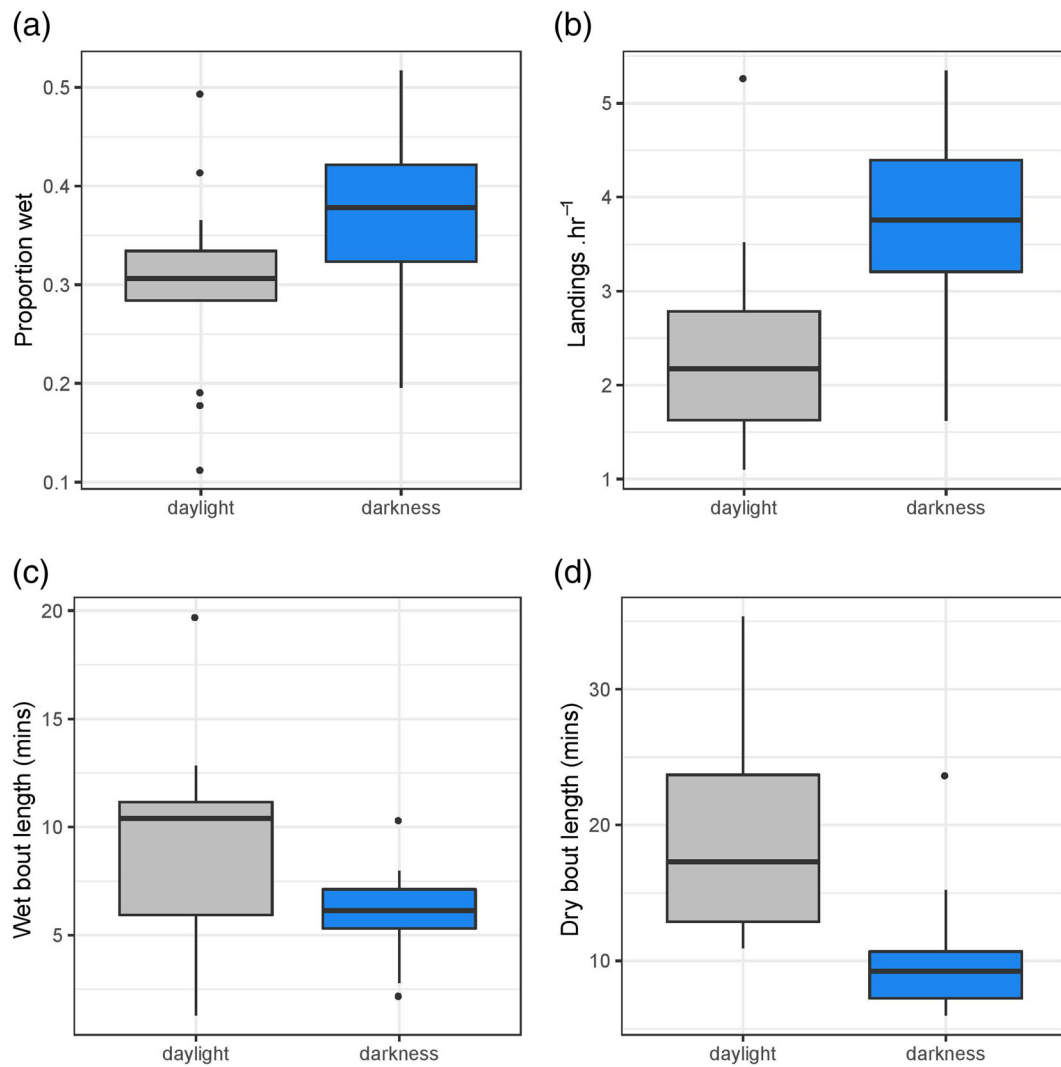 (a)
Proportion wet
0.5
0.4
0.3
0.2
0.1
daylight darkness
(b)
Landings .hr⁻¹
5
4
3
2
1
daylight darkness
(c)
Wet bout length (mins)
20
15
10
5
daylight darkness
(d)
Dry bout length (mins)
30
20
10
daylight darkness